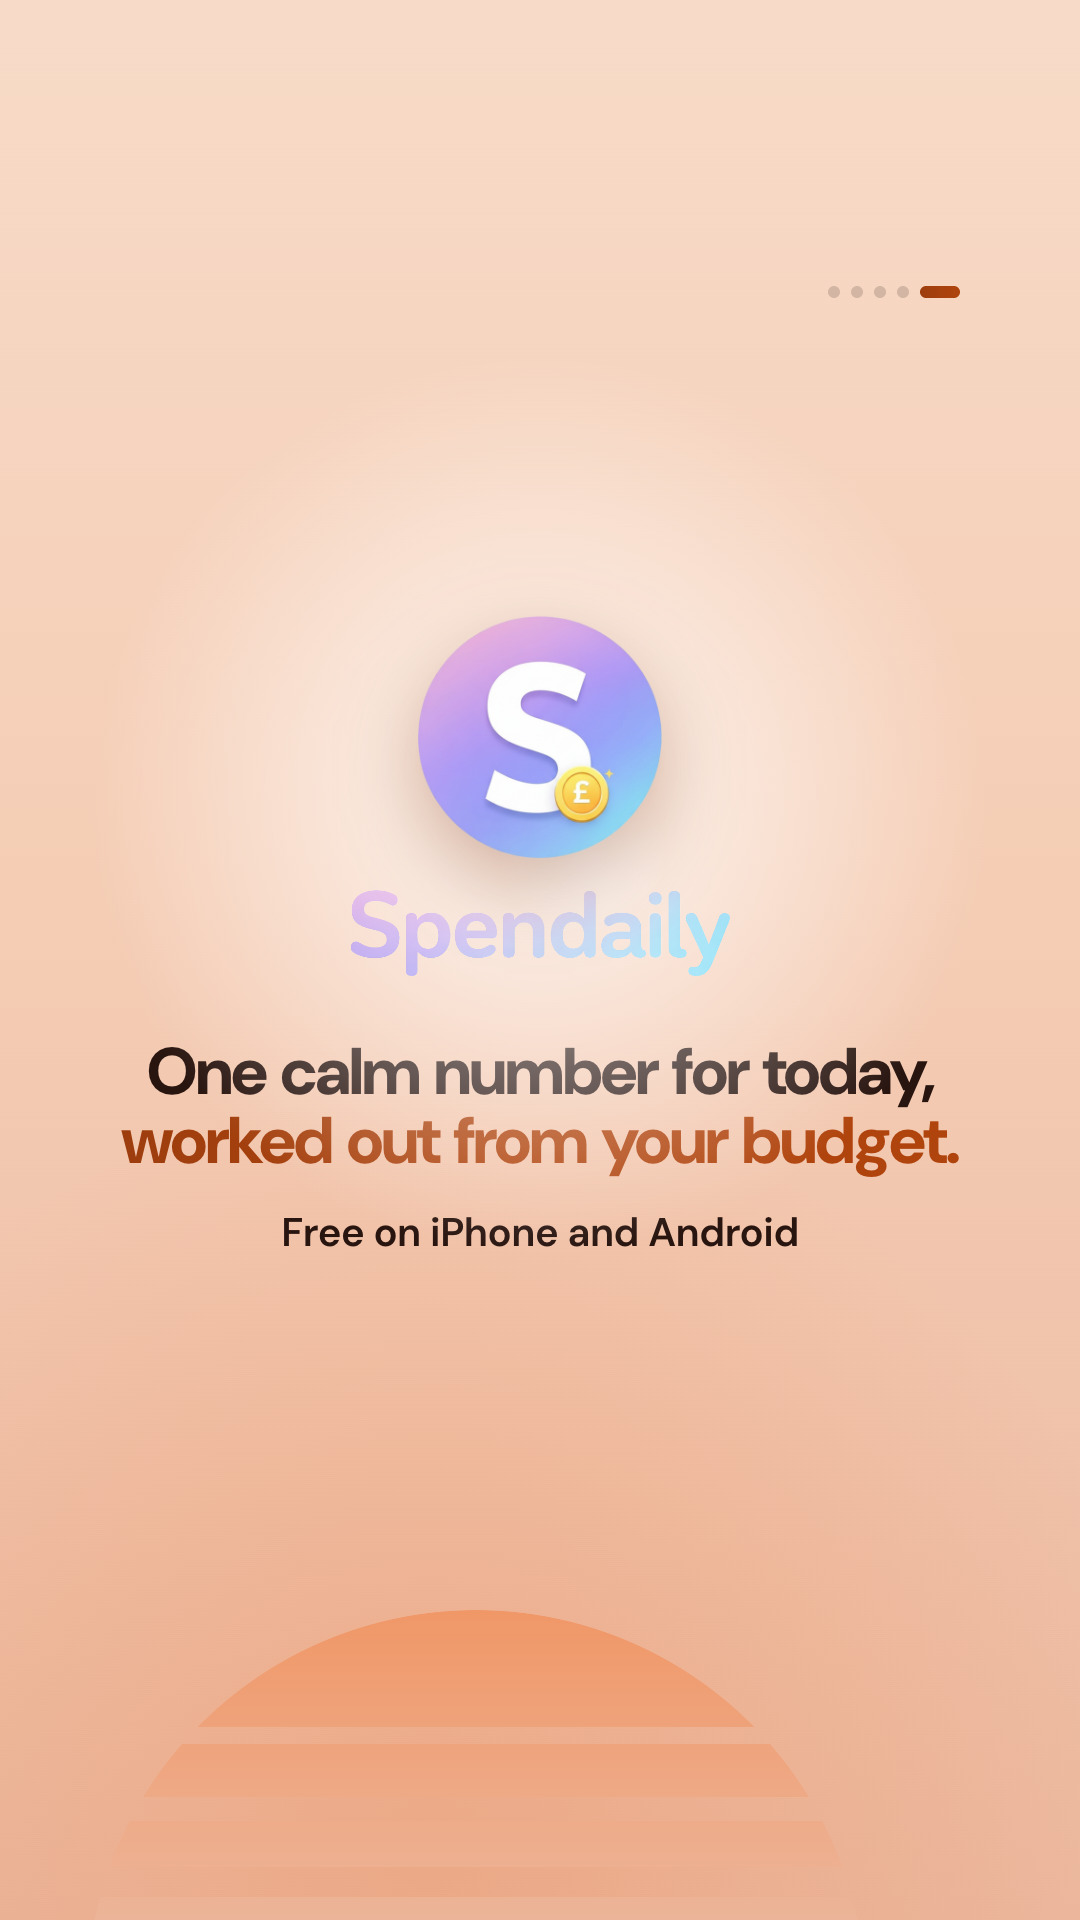 S
£
Spendaily
One calm number for today,
worked out from your budget.
Free on iPhone and Android